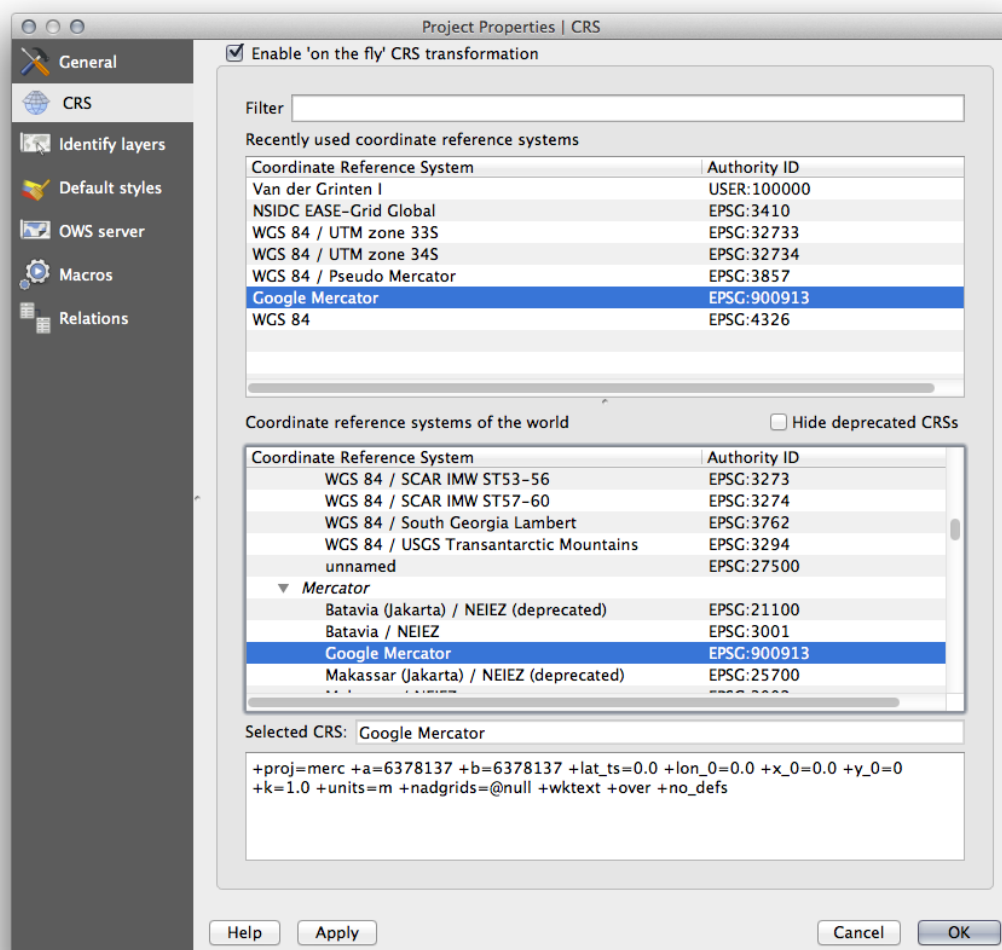 Project Properties | CRS
General
CRS
Identify layers
Default styles
OWS server
Macros
Relations
Enable 'on the fly' CRS transformation
Filter
Recently used coordinate reference systems
Coordinate Reference System Authority ID
Van der Grinten I USER:100000
NSIDC EASE-Grid Global EPSG:3410
WGS 84 / UTM zone 33S EPSG:32733
WGS 84 / UTM zone 34S EPSG:32734
WGS 84 / Pseudo Mercator EPSG:3857
Google Mercator EPSG:900913
WGS 84 EPSG:4326
Coordinate reference systems of the world Hide deprecated CRSs
Coordinate Reference System Authority ID
WGS 84 / SCAR IMW ST53-56 EPSG:3273
WGS 84 / SCAR IMW ST57-60 EPSG:3274
WGS 84 / South Georgia Lambert EPSG:3762
WGS 84 / USGS Transantarctic Mountains EPSG:3294
unnamed EPSG:27500
Mercator
Batavia (Jakarta) / NEIEZ (deprecated) EPSG:21100
Batavia / NEIEZ EPSG:3001
Google Mercator EPSG:900913
Makassar (Jakarta) / NEIEZ (deprecated) EPSG:25700
Selected CRS: Google Mercator
+proj=merc +a=6378137 +b=6378137 +lat_ts=0.0 +lon_0=0.0 +x_0=0.0 +y_0=0
+k=1.0 +units=m +nadgrids=@null +wktext +over +no_defs
Help Apply Cancel OK